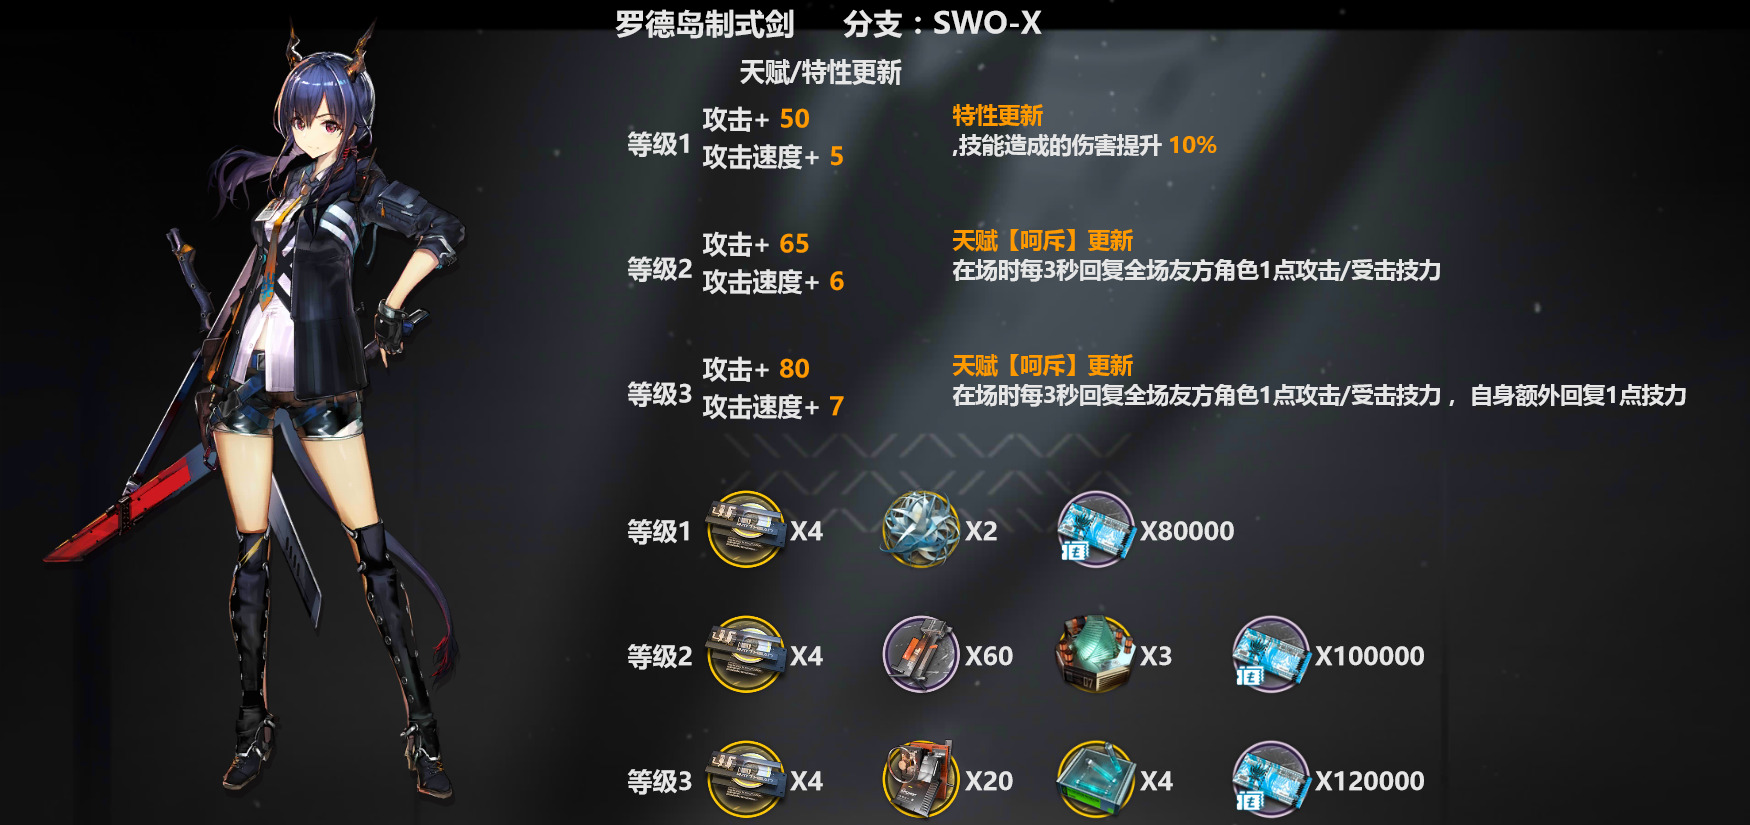 罗德岛制式剑 分支：SWO-X
天赋/特性更新
等级1
攻击+ 50
攻击速度+ 5
特性更新
,技能造成的伤害提升 10%
等级2
攻击+ 65
攻击速度+ 6
天赋【呵斥】更新
在场时每3秒回复全场友方角色1点攻击/受击技力
等级3
攻击+ 80
攻击速度+ 7
天赋【呵斥】更新
在场时每3秒回复全场友方角色1点攻击/受击技力， 自身额外回复1点技力
等级1 X4 X2 X80000
等级2 X4 X60 X3 X100000
等级3 X4 X20 X4 X120000